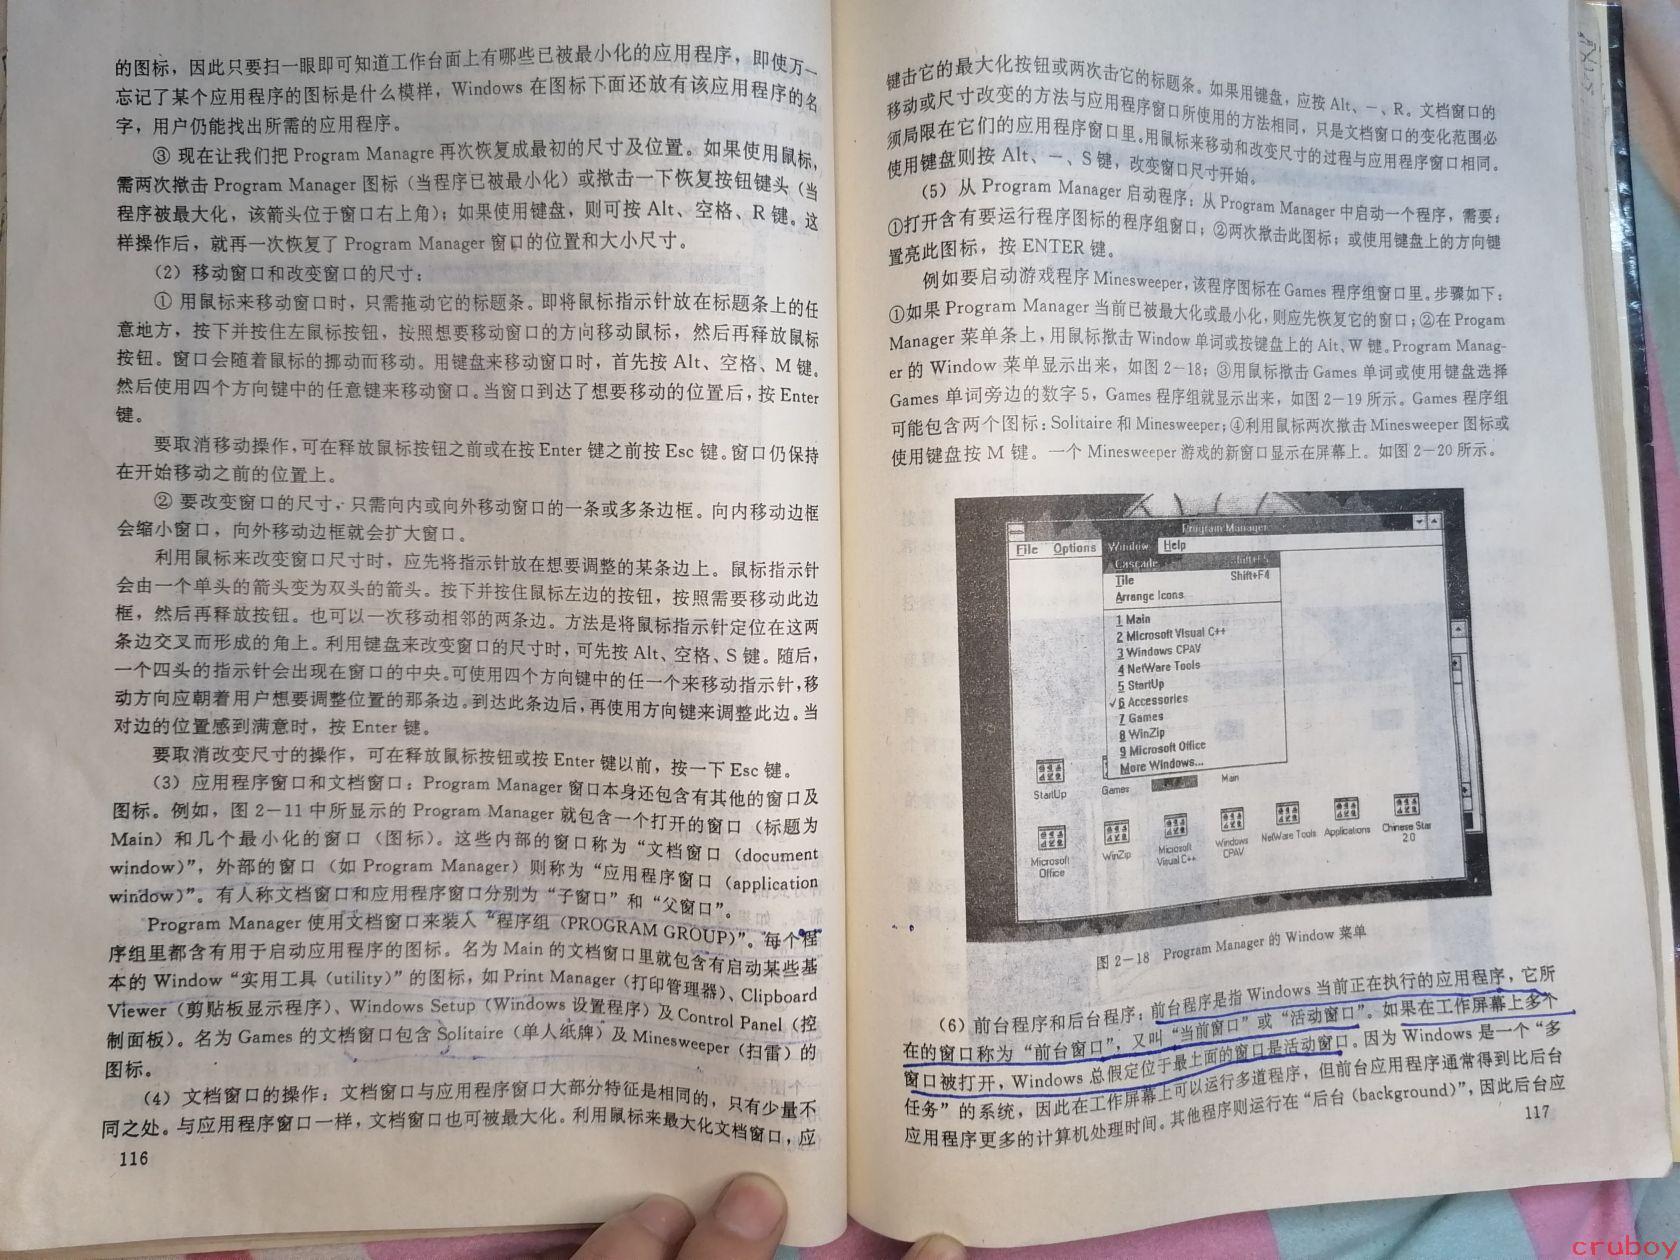 的图标，因此只要扫一眼即可知道工作台面上有哪些已被最小化的应用程序，即使万一
忘记了某个应用程序的图标是什么模样，Windows 在图标下面还放有该应用程序的名
字，用户仍能找出所需的应用程序。
③ 现在让我们把 Program Managre 再次恢复成最初的尺寸及位置。如果使用鼠标，
需两次揿击 Program Manager 图标（当程序已被最小化）或揿击一下恢复按钮键头（当
程序被最大化，该箭头位于窗口右上角）；如果使用键盘，则可按 Alt、空格、R 键。这
样操作后，就再一次恢复了 Program Manager 窗口的位置和大小尺寸。
（2）移动窗口和改变窗口的尺寸：
① 用鼠标来移动窗口时，只需拖动它的标题条。即将鼠标指示针放在标题条上的任
意地方，按下并按住左鼠标按钮，按照想要移动窗口的方向移动鼠标，然后再释放鼠标
按钮。窗口会随着鼠标的挪动而移动。用键盘来移动窗口时，首先按 Alt、空格、M 键。
然后使用四个方向键中的任意键来移动窗口。当窗口到达了想要移动的位置后，按 Enter
键。
要取消移动操作，可在释放鼠标按钮之前或在按 Enter 键之前按 Esc 键。窗口仍保持
在开始移动之前的位置上。
② 要改变窗口的尺寸，只需向内或向外移动窗口的一条或多条边框。向内移动边框
会缩小窗口，向外移动边框就会扩大窗口。
利用鼠标来改变窗口尺寸时，应先将指示针放在想要调整的某条边上。鼠标指示针
会由一个单头的箭头变为双头的箭头。按下并按住鼠标左边的按钮，按照需要移动此边
框，然后再释放按钮。也可以一次移动相邻的两条边。方法是将鼠标指示针定位在这两
条边交叉而形成的角上。利用键盘来改变窗口的尺寸时，可先按 Alt、空格、S 键。随后，
一个四头的指示针会出现在窗口的中央。可使用四个方向键中的任一个来移动指示针，移
动方向应朝着用户想要调整位置的那条边。到达此条边后，再使用方向键来调整此边。当
对边的位置感到满意时，按 Enter 键。
要取消改变尺寸的操作，可在释放鼠标按钮或按 Enter 键以前，按一下 Esc 键。
（3）应用程序窗口和文档窗口：Program Manager 窗口本身还包含有其他的窗口及
图标。例如，图 2－11 中所显示的 Program Manager 就包含一个打开的窗口（标题为
Main）和几个最小化的窗口（图标）。这些内部的窗口称为“文档窗口（document
window）”，外部的窗口（如 Program Manager）则称为“应用程序窗口（application
window）”。有人称文档窗口和应用程序窗口分别为“子窗口”和“父窗口”。
Program Manager 使用文档窗口来装入“程序组（PROGRAM GROUP）”。每个程
序组里都含有用于启动应用程序的图标。名为 Main 的文档窗口里就包含有启动某些基
本的 Window “实用工具（utility）”的图标，如 Print Manager（打印管理器）、Clipboard
Viewer（剪贴板显示程序）、Windows Setup（Windows 设置程序）及 Control Panel（控
制面板）。名为 Games 的文档窗口包含 Solitaire（单人纸牌）及 Minesweeper（扫雷）的
图标。
（4）文档窗口的操作：文档窗口与应用程序窗口大部分特征是相同的，只有少量不
同之处。与应用程序窗口一样，文档窗口也可被最大化。利用鼠标来最大化文档窗口，应
116
键击它的最大化按钮或两次击它的标题条。如果用键盘，应按 Alt、－、R。文档窗口的
移动或尺寸改变的方法与应用程序窗口所使用的方法相同，只是文档窗口的变化范围必
须局限在它们的应用程序窗口里。用鼠标来移动和改变尺寸的过程与应用程序窗口相同。
使用键盘则按 Alt、－、S 键，改变窗口尺寸开始。
（5）从 Program Manager 启动程序：从 Program Manager 中启动一个程序，需要：
①打开含有要运行程序图标的程序组窗口；②两次揿击此图标；或使用键盘上的方向键
置亮此图标，按 ENTER 键。
例如要启动游戏程序 Minesweeper，该程序图标在 Games 程序组窗口里。步骤如下：
①如果 Program Manager 当前已被最大化或最小化，则应先恢复它的窗口；②在 Progam
Manager 菜单条上，用鼠标揿击 Window 单词或按键盘上的 Alt、W 键。Program Manag-
er 的 Window 菜单显示出来，如图 2－18；③用鼠标揿击 Games 单词或使用键盘选择
Games 单词旁边的数字 5，Games 程序组就显示出来，如图 2－19 所示。Games 程序组
可能包含两个图标：Solitaire 和 Minesweeper；④利用鼠标两次揿击 Minesweeper 图标或
使用键盘按 M 键。一个 Minesweeper 游戏的新窗口显示在屏幕上。如图 2－20 所示。
Program Manager
File Options Window Help
Cascade Shift+F5
Tile Shift+F4
Arrange Icons
1 Main
2 Microsoft Visual C++
3 Windows CPAV
4 NetWare Tools
5 StartUp
✓6 Accessories
7 Games
8 WinZip
9 Microsoft Office
More Windows...
StartUp Games Main
Microsoft Office
WinZip
Microsoft Visual C++
Windows CPAV
NetWare Tools
Applications
Chinese Star 2.0
图 2－18 Program Manager 的 Window 菜单
（6）前台程序和后台程序：前台程序是指 Windows 当前正在执行的应用程序，它所
在的窗口称为“前台窗口”，又叫“当前窗口”或“活动窗口”。如果在工作屏幕上多个
窗口被打开，Windows 总假定位于最上面的窗口是活动窗口。因为 Windows 是一个“多
任务”的系统，因此在工作屏幕上可以运行多道程序，但前台应用程序通常得到比后台
应用程序更多的计算机处理时间。其他程序则运行在“后台（background）”，因此后台应
117
cruboy